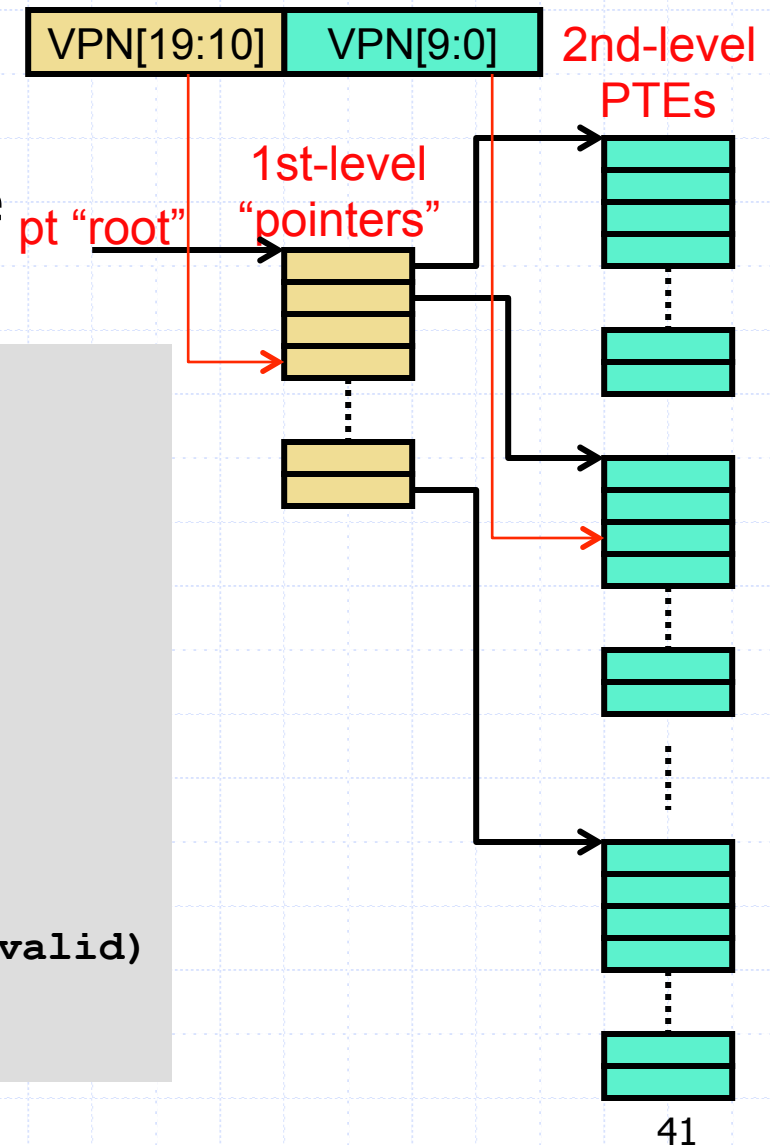 VPN[19:10] VPN[9:0]
2nd-level
PTEs
1st-level
"pointers"
pt "root"
valid)
41